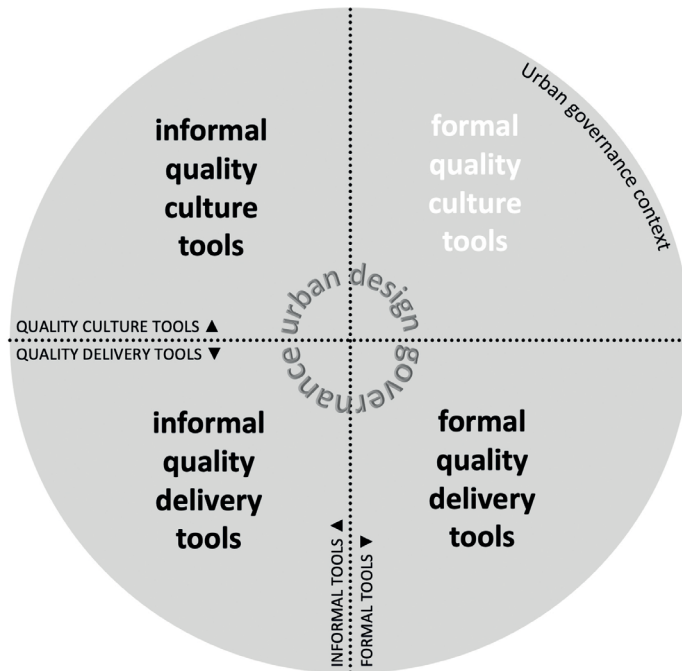 informal
quality
culture
tools
formal
quality
culture
tools
Urban governance context
urban design governance
QUALITY CULTURE TOOLS ▲
QUALITY DELIVERY TOOLS ▼
informal
quality
delivery
tools
formal
quality
delivery
tools
INFORMAL TOOLS ▲
FORMAL TOOLS ▼